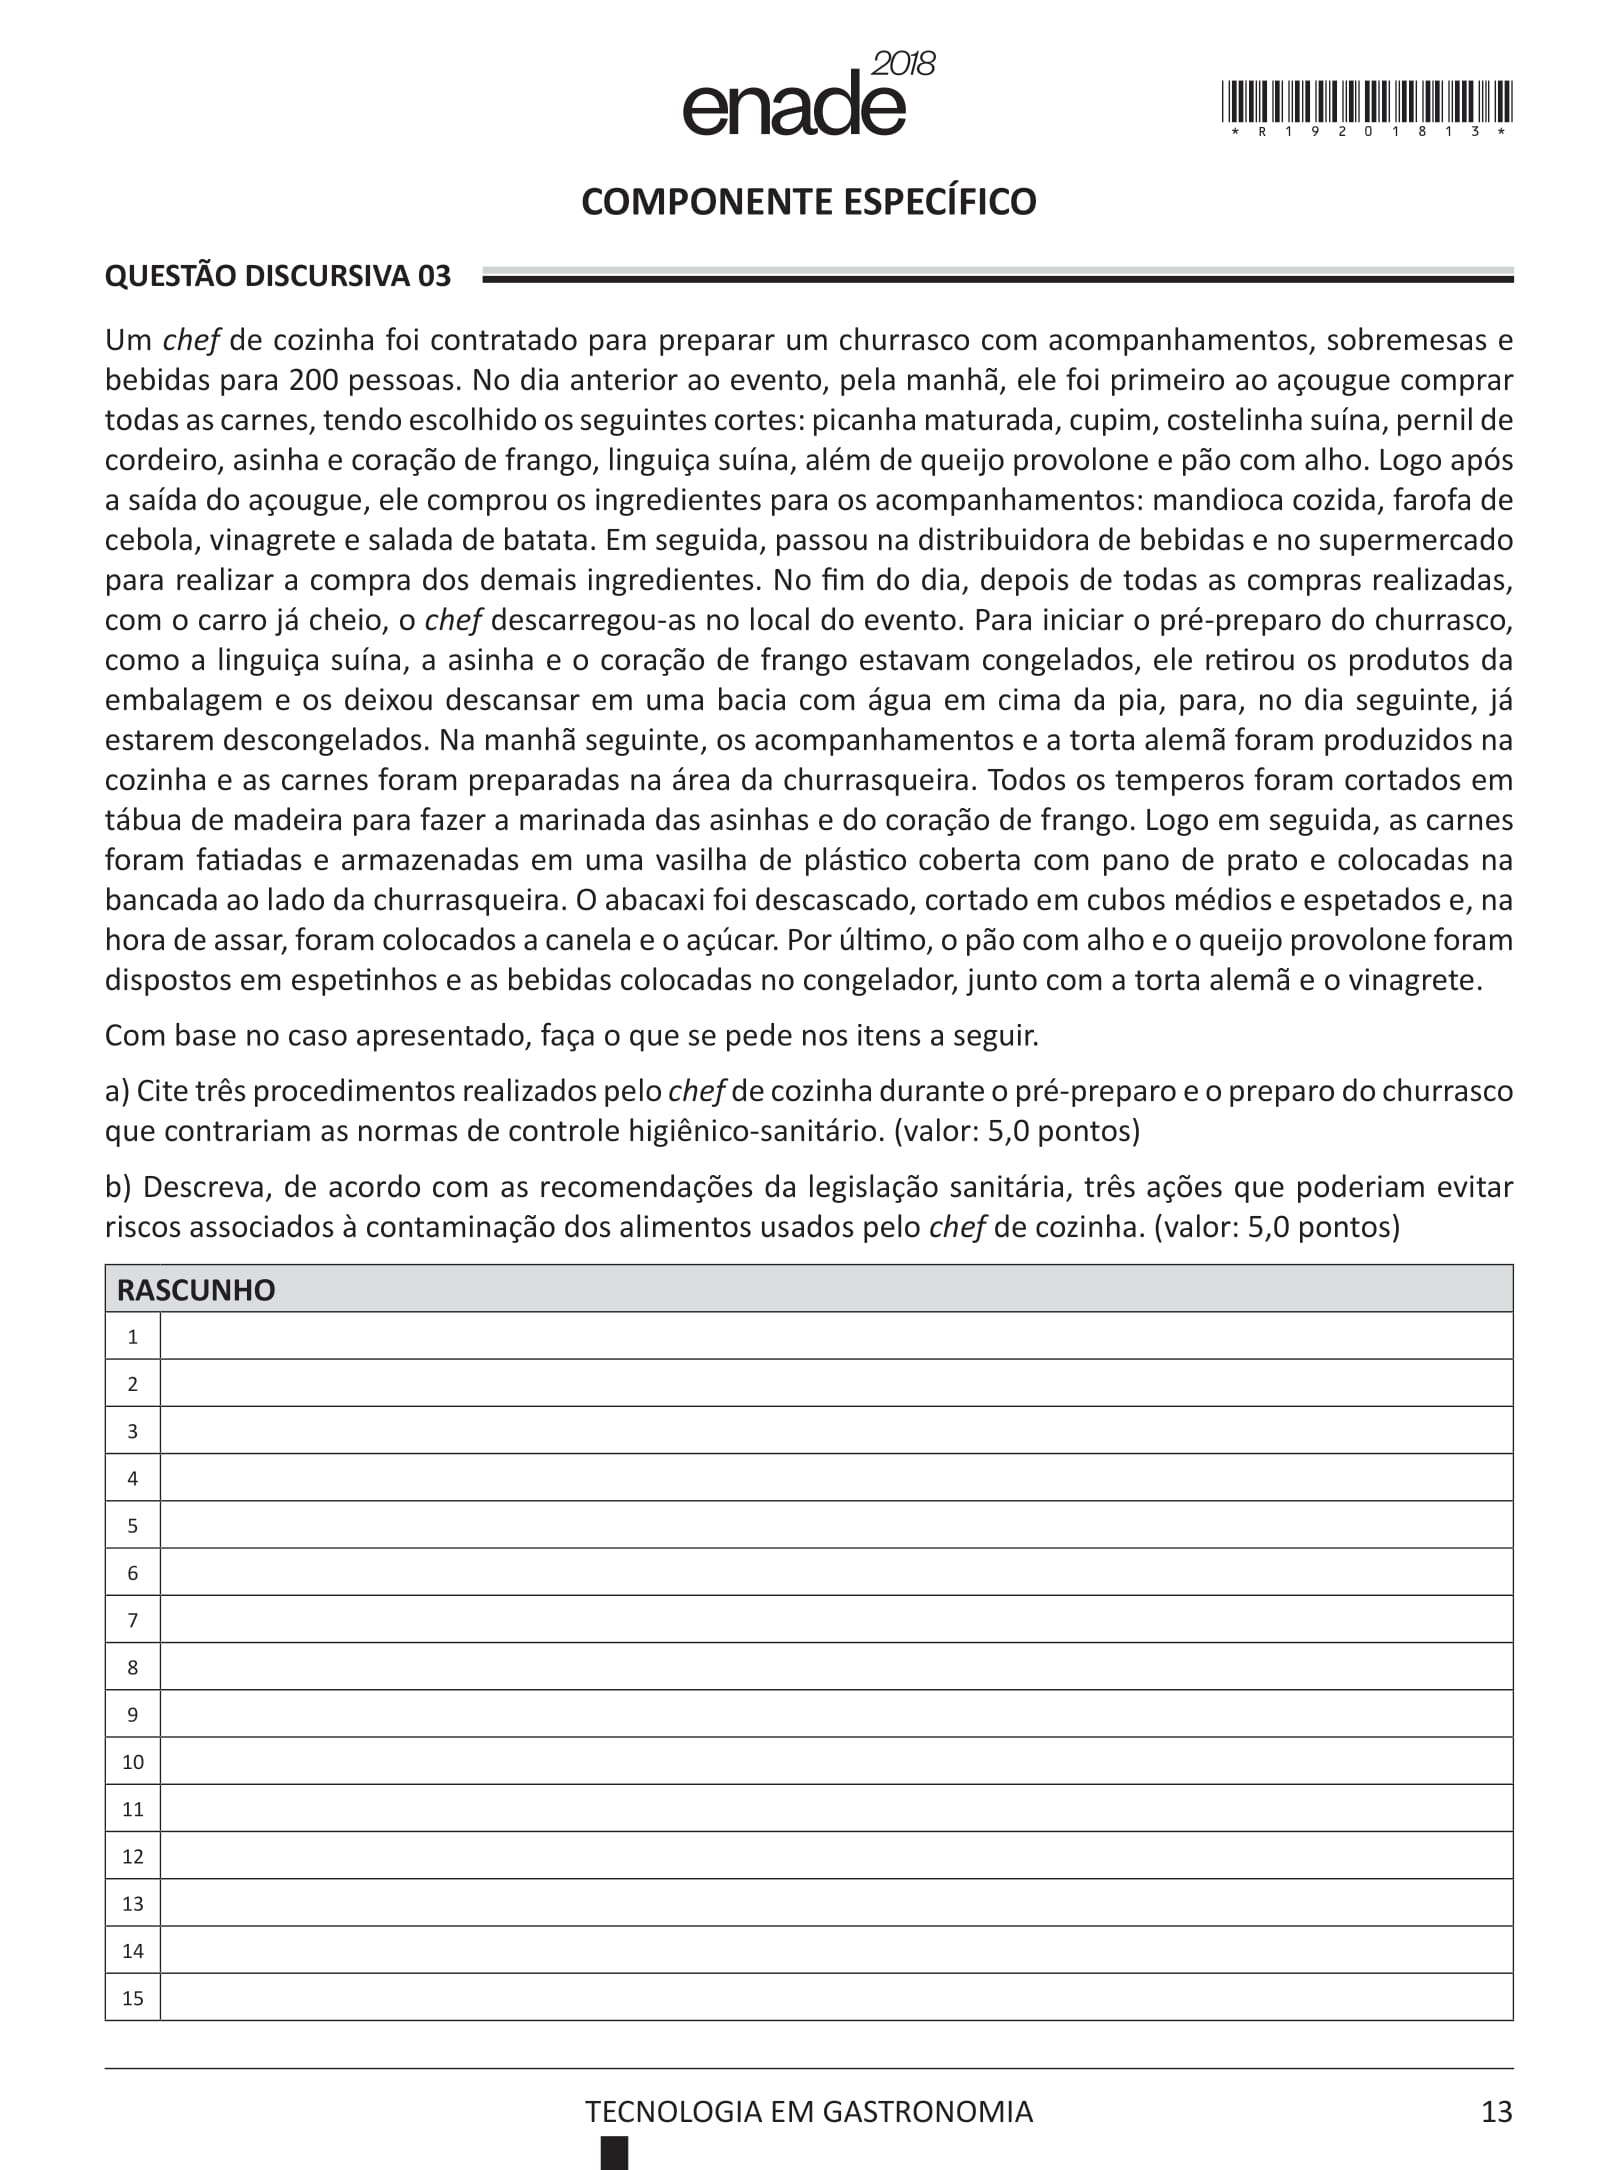 enade 2018
*R19201813*
COMPONENTE ESPECÍFICO
QUESTÃO DISCURSIVA 03
Um chef de cozinha foi contratado para preparar um churrasco com acompanhamentos, sobremesas e
bebidas para 200 pessoas. No dia anterior ao evento, pela manhã, ele foi primeiro ao açougue comprar
todas as carnes, tendo escolhido os seguintes cortes: picanha maturada, cupim, costelinha suína, pernil de
cordeiro, asinha e coração de frango, linguiça suína, além de queijo provolone e pão com alho. Logo após
a saída do açougue, ele comprou os ingredientes para os acompanhamentos: mandioca cozida, farofa de
cebola, vinagrete e salada de batata. Em seguida, passou na distribuidora de bebidas e no supermercado
para realizar a compra dos demais ingredientes. No fim do dia, depois de todas as compras realizadas,
com o carro já cheio, o chef descarregou-as no local do evento. Para iniciar o pré-preparo do churrasco,
como a linguiça suína, a asinha e o coração de frango estavam congelados, ele retirou os produtos da
embalagem e os deixou descansar em uma bacia com água em cima da pia, para, no dia seguinte, já
estarem descongelados. Na manhã seguinte, os acompanhamentos e a torta alemã foram produzidos na
cozinha e as carnes foram preparadas na área da churrasqueira. Todos os temperos foram cortados em
tábua de madeira para fazer a marinada das asinhas e do coração de frango. Logo em seguida, as carnes
foram fatiadas e armazenadas em uma vasilha de plástico coberta com pano de prato e colocadas na
bancada ao lado da churrasqueira. O abacaxi foi descascado, cortado em cubos médios e espetados e, na
hora de assar, foram colocados a canela e o açúcar. Por último, o pão com alho e o queijo provolone foram
dispostos em espetinhos e as bebidas colocadas no congelador, junto com a torta alemã e o vinagrete.
Com base no caso apresentado, faça o que se pede nos itens a seguir.
a) Cite três procedimentos realizados pelo chef de cozinha durante o pré-preparo e o preparo do churrasco
que contrariam as normas de controle higiênico-sanitário. (valor: 5,0 pontos)
b) Descreva, de acordo com as recomendações da legislação sanitária, três ações que poderiam evitar
riscos associados à contaminação dos alimentos usados pelo chef de cozinha. (valor: 5,0 pontos)
RASCUNHO
1
2
3
4
5
6
7
8
9
10
11
12
13
14
15
TECNOLOGIA EM GASTRONOMIA
13